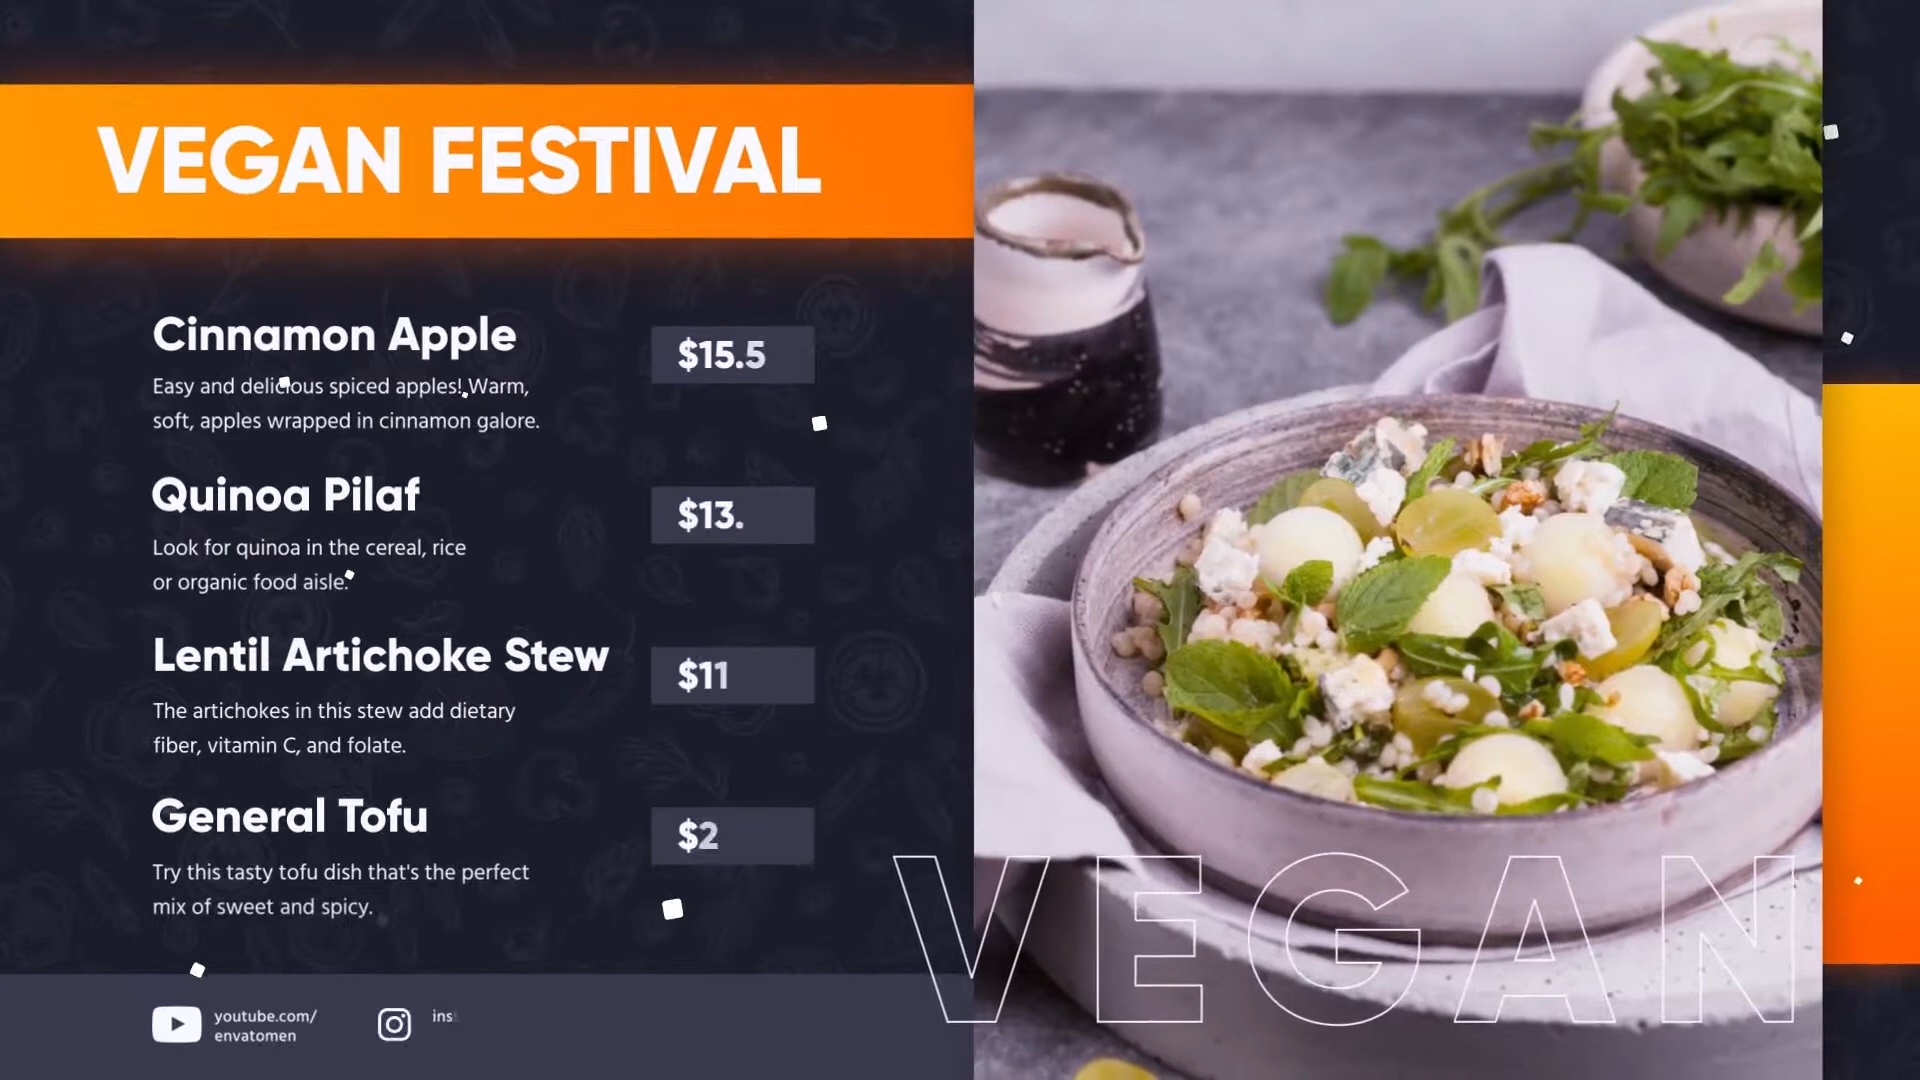 VEGAN FESTIVAL
Cinnamon Apple
$15.5
Easy and delicious spiced apples! Warm,
soft, apples wrapped in cinnamon galore.
Quinoa Pilaf
$13.
Look for quinoa in the cereal, rice
or organic food aisle.
Lentil Artichoke Stew
$11
The artichokes in this stew add dietary
fiber, vitamin C, and folate.
General Tofu
$2
Try this tasty tofu dish that's the perfect
mix of sweet and spicy.
VEGAN
youtube.com/
envatomen
ins